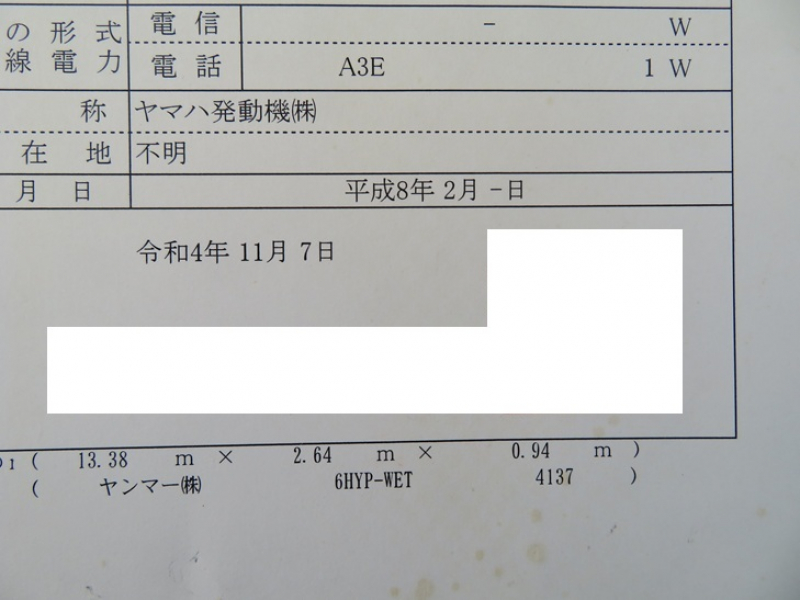 の形式 電信 - W
線電力 電話 A3E 1 W
称 ヤマハ発動機㈱
在地 不明
月日 平成8年 2月 -日
令和4年 11月 7日
1 ( 13.38 m × 2.64 m × 0.94 m )
( ヤンマー㈱ 6HYP-WET 4137 )